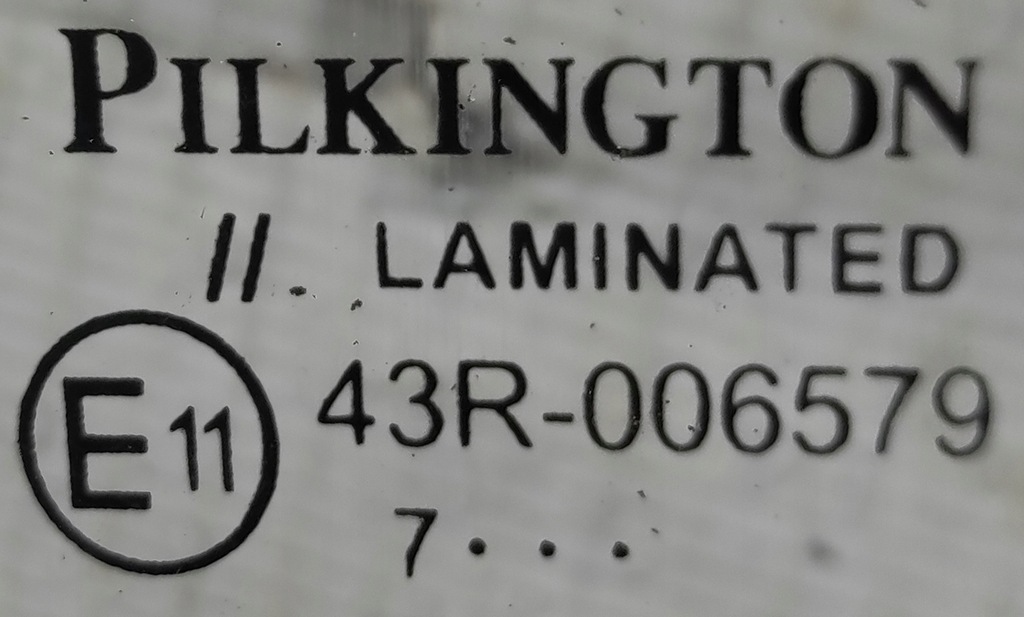 PILKINGTON
//. LAMINATED
E11 43R-006579
7...